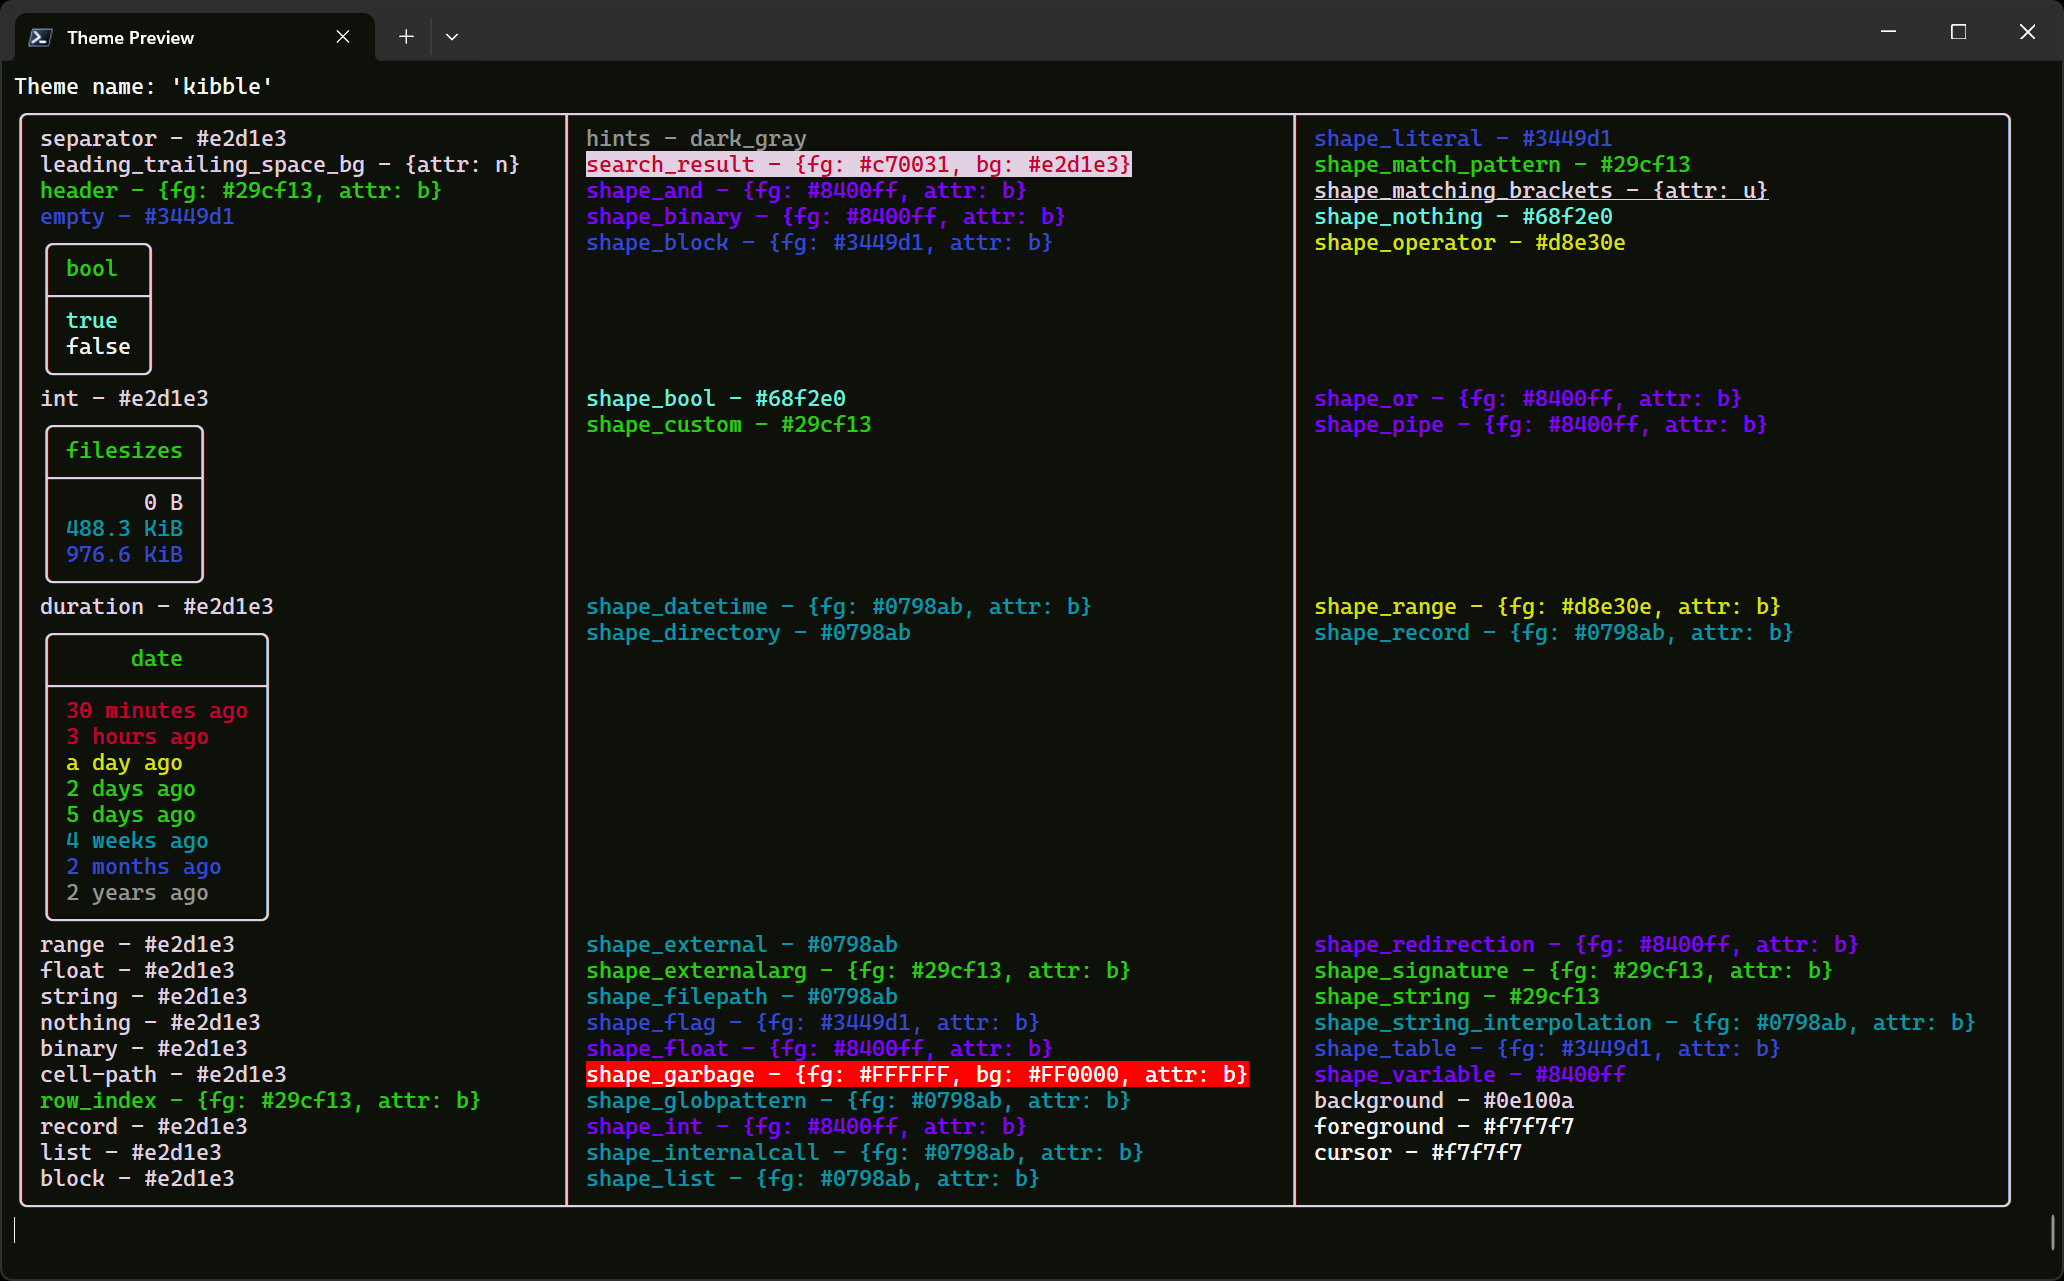 Theme Preview
Theme name: 'kibble'
separator - #e2d1e3
leading_trailing_space_bg - {attr: n}
header - {fg: #29cf13, attr: b}
empty - #3449d1
bool
true
false
int - #e2d1e3
filesizes
0 B
488.3 KiB
976.6 KiB
duration - #e2d1e3
date
30 minutes ago
3 hours ago
a day ago
2 days ago
5 days ago
4 weeks ago
2 months ago
2 years ago
range - #e2d1e3
float - #e2d1e3
string - #e2d1e3
nothing - #e2d1e3
binary - #e2d1e3
cell-path - #e2d1e3
row_index - {fg: #29cf13, attr: b}
record - #e2d1e3
list - #e2d1e3
block - #e2d1e3
hints - dark_gray
search_result - {fg: #c70031, bg: #e2d1e3}
shape_and - {fg: #8400ff, attr: b}
shape_binary - {fg: #8400ff, attr: b}
shape_block - {fg: #3449d1, attr: b}
shape_bool - #68f2e0
shape_custom - #29cf13
shape_datetime - {fg: #0798ab, attr: b}
shape_directory - #0798ab
shape_external - #0798ab
shape_externalarg - {fg: #29cf13, attr: b}
shape_filepath - #0798ab
shape_flag - {fg: #3449d1, attr: b}
shape_float - {fg: #8400ff, attr: b}
shape_garbage - {fg: #FFFFFF, bg: #FF0000, attr: b}
shape_globpattern - {fg: #0798ab, attr: b}
shape_int - {fg: #8400ff, attr: b}
shape_internalcall - {fg: #0798ab, attr: b}
shape_list - {fg: #0798ab, attr: b}
shape_literal - #3449d1
shape_match_pattern - #29cf13
shape_matching_brackets - {attr: u}
shape_nothing - #68f2e0
shape_operator - #d8e30e
shape_or - {fg: #8400ff, attr: b}
shape_pipe - {fg: #8400ff, attr: b}
shape_range - {fg: #d8e30e, attr: b}
shape_record - {fg: #0798ab, attr: b}
shape_redirection - {fg: #8400ff, attr: b}
shape_signature - {fg: #29cf13, attr: b}
shape_string - #29cf13
shape_string_interpolation - {fg: #0798ab, attr: b}
shape_table - {fg: #3449d1, attr: b}
shape_variable - #8400ff
background - #0e100a
foreground - #f7f7f7
cursor - #f7f7f7